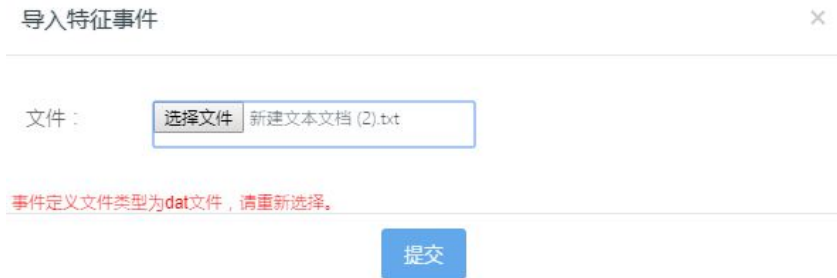 导入特征事件
×
文件：
选择文件 新建文本文档 (2).txt
事件定义文件类型为dat文件，请重新选择。
提交